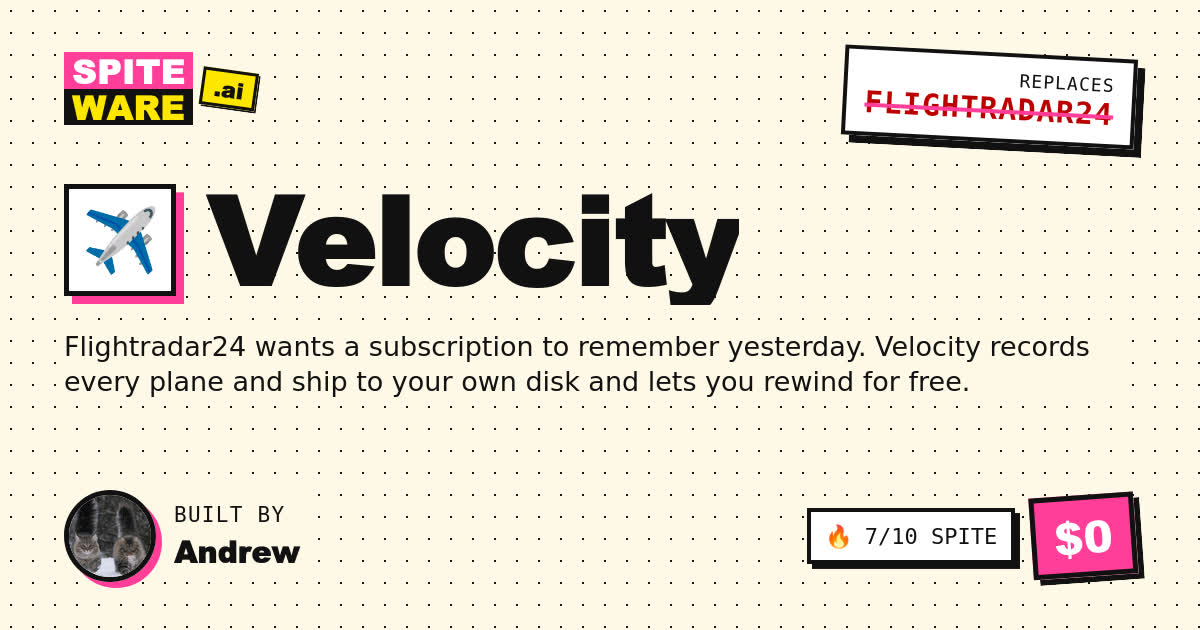 SPITE
WARE
.ai
REPLACES
FLIGHTRADAR24
Velocity
Flightradar24 wants a subscription to remember yesterday. Velocity records
every plane and ship to your own disk and lets you rewind for free.
BUILT BY
Andrew
7/10 SPITE
$0